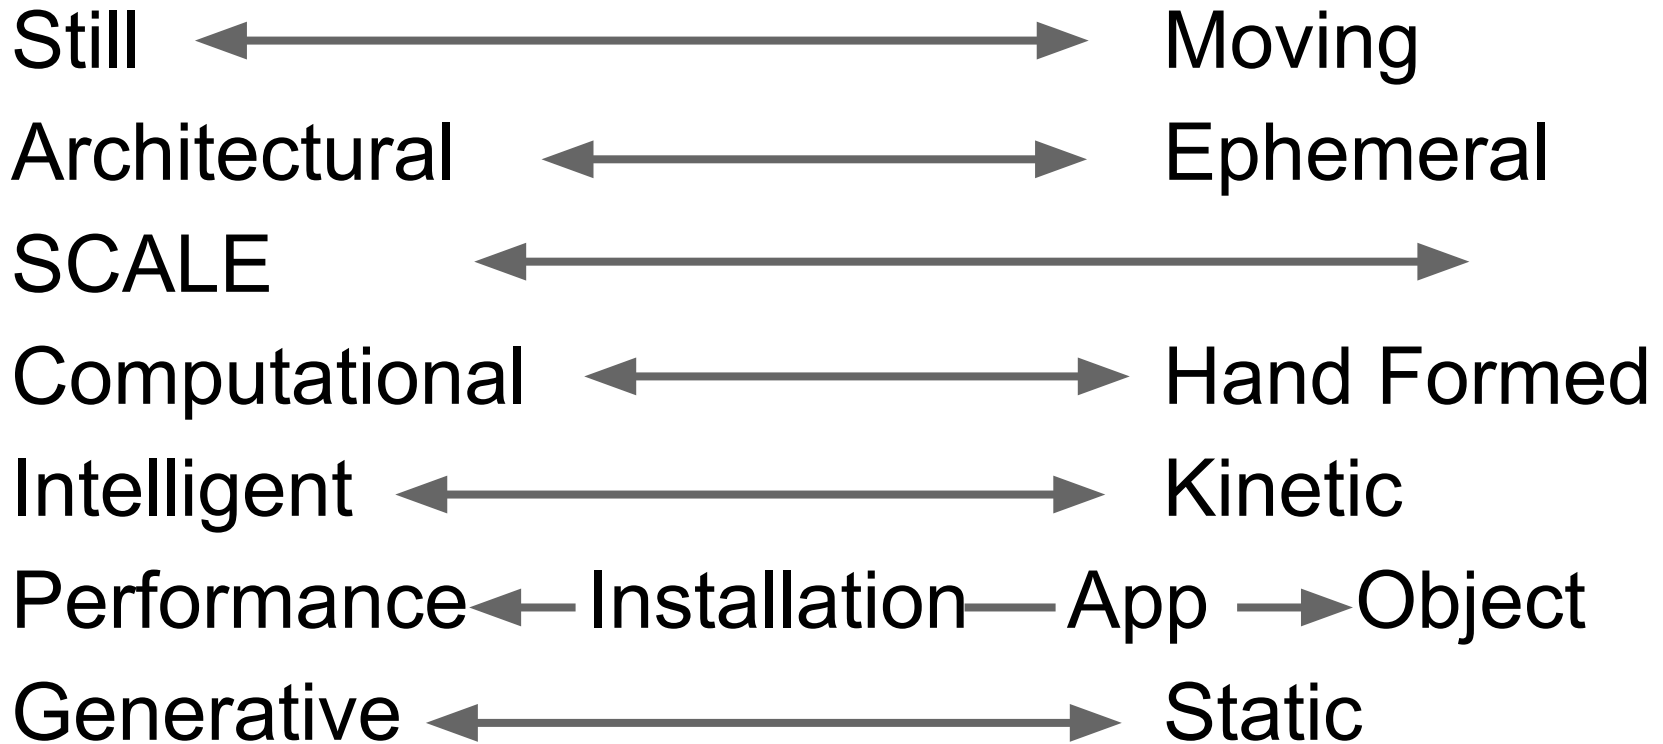 Still Moving
Architectural Ephemeral
SCALE
Computational Hand Formed
Intelligent Kinetic
Performance Installation App Object
Generative Static